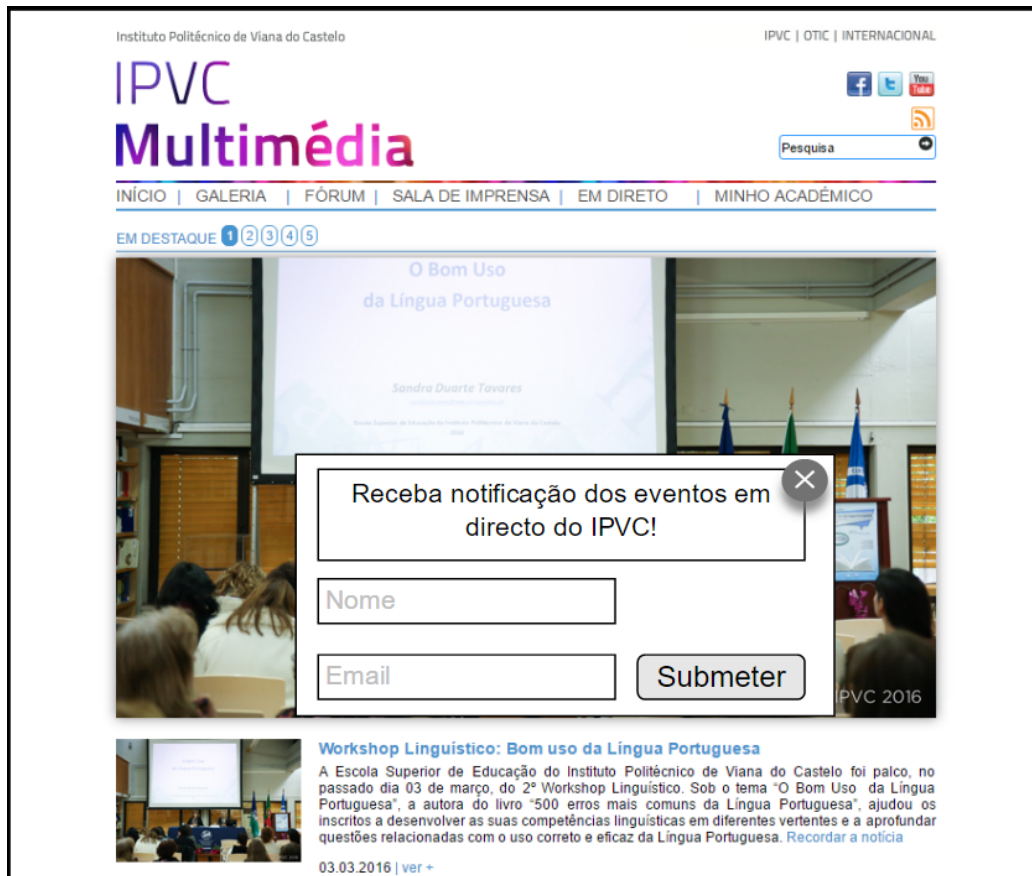 Instituto Politécnico de Viana do Castelo
IPVC | OTIC | INTERNACIONAL
IPVC
Multimédia
You
Tube
Pesquisa
INÍCIO | GALERIA | FÓRUM | SALA DE IMPRENSA | EM DIRETO | MINHO ACADÉMICO
EM DESTAQUE 1 2 3 4 5
O Bom Uso
da Língua Portuguesa
Sandra Duarte Tavares
Receba notificação dos eventos em
directo do IPVC!
Nome
Email
Submeter
IPVC 2016
Workshop Linguístico: Bom uso da Língua Portuguesa
A Escola Superior de Educação do Instituto Politécnico de Viana do Castelo foi palco, no
passado dia 03 de março, do 2º Workshop Linguístico. Sob o tema “O Bom Uso da Língua
Portuguesa”, a autora do livro “500 erros mais comuns da Língua Portuguesa”, ajudou os
inscritos a desenvolver as suas competências linguísticas em diferentes vertentes e a aprofundar
questões relacionadas com o uso correto e eficaz da Língua Portuguesa. Recordar a notícia
03.03.2016 | ver +